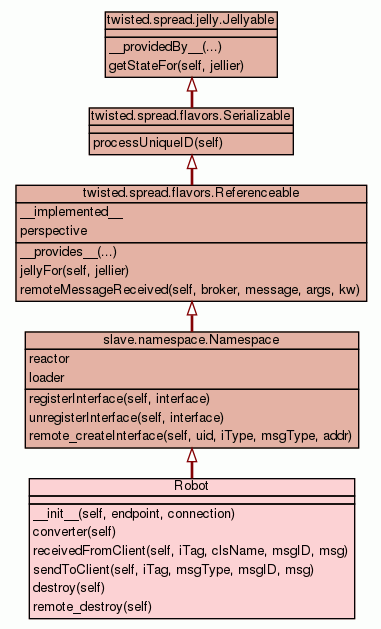 twisted.spread.jelly.Jellyable
__providedBy__(...)
getStateFor(self, jellier)
twisted.spread.flavors.Serializable
processUniqueID(self)
twisted.spread.flavors.Referenceable
__implemented__
perspective
__provides__(...)
jellyFor(self, jellier)
remoteMessageReceived(self, broker, message, args, kw)
slave.namespace.Namespace
reactor
loader
registerInterface(self, interface)
unregisterInterface(self, interface)
remote_createInterface(self, uid, iType, msgType, addr)
Robot
__init__(self, endpoint, connection)
converter(self)
receivedFromClient(self, iTag, clsName, msgID, msg)
sendToClient(self, iTag, msgType, msgID, msg)
destroy(self)
remote_destroy(self)